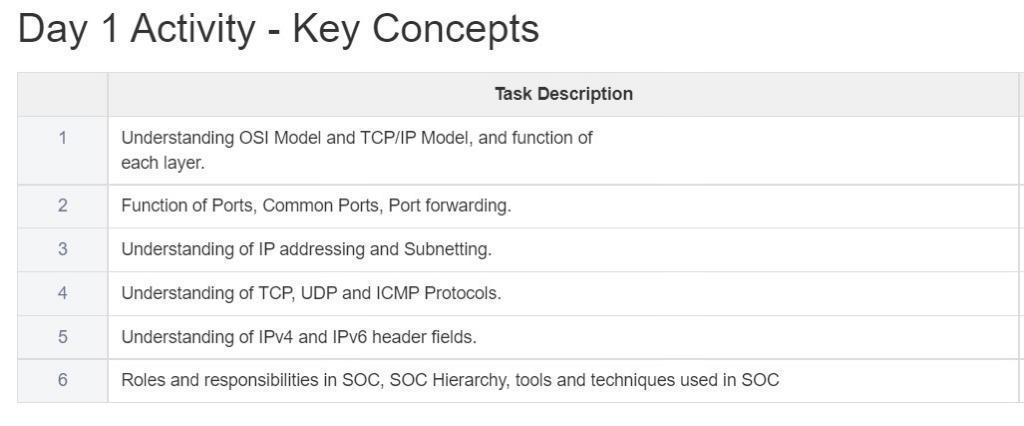 Day 1 Activity - Key Concepts
Task Description
1 Understanding OSI Model and TCP/IP Model, and function of
each layer.
2 Function of Ports, Common Ports, Port forwarding.
3 Understanding of IP addressing and Subnetting.
4 Understanding of TCP, UDP and ICMP Protocols.
5 Understanding of IPv4 and IPv6 header fields.
6 Roles and responsibilities in SOC, SOC Hierarchy, tools and techniques used in SOC